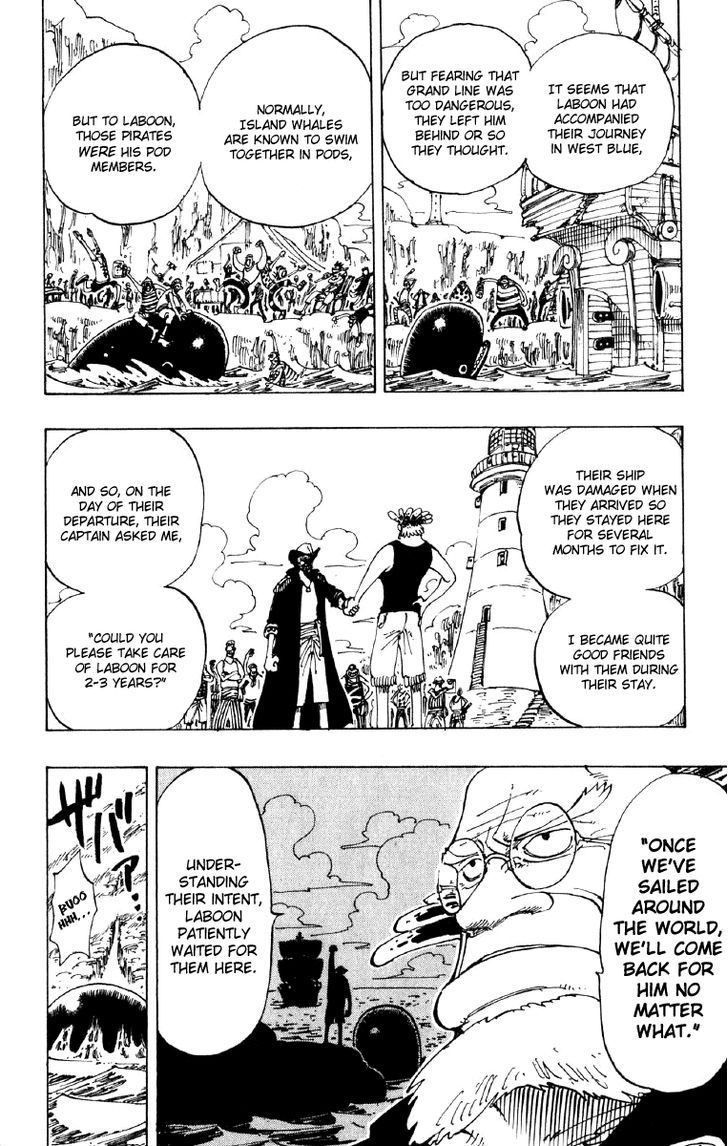 IT SEEMS THAT
LABOON HAD
ACCOMPANIED
THEIR JOURNEY
IN WEST BLUE,
BUT FEARING THAT
GRAND LINE WAS
TOO DANGEROUS,
THEY LEFT HIM
BEHIND OR SO
THEY THOUGHT.
NORMALLY,
ISLAND WHALES
ARE KNOWN TO SWIM
TOGETHER IN PODS,
BUT TO LABOON,
THOSE PIRATES
WERE HIS POD
MEMBERS.
THEIR SHIP
WAS DAMAGED WHEN
THEY ARRIVED SO
THEY STAYED HERE
FOR SEVERAL
MONTHS TO FIX IT.
I BECAME QUITE
GOOD FRIENDS
WITH THEM DURING
THEIR STAY.
AND SO, ON THE
DAY OF THEIR
DEPARTURE, THEIR
CAPTAIN ASKED ME,
"COULD YOU
PLEASE TAKE CARE
OF LABOON FOR
2-3 YEARS?"
"ONCE
WE'VE
SAILED
AROUND
THE WORLD,
WE'LL COME
BACK FOR
HIM NO
MATTER
WHAT."
UNDER-
STANDING
THEIR INTENT,
LABOON
PATIENTLY
WAITED FOR
THEM HERE.
ザバァ...
BUOO
HHH...